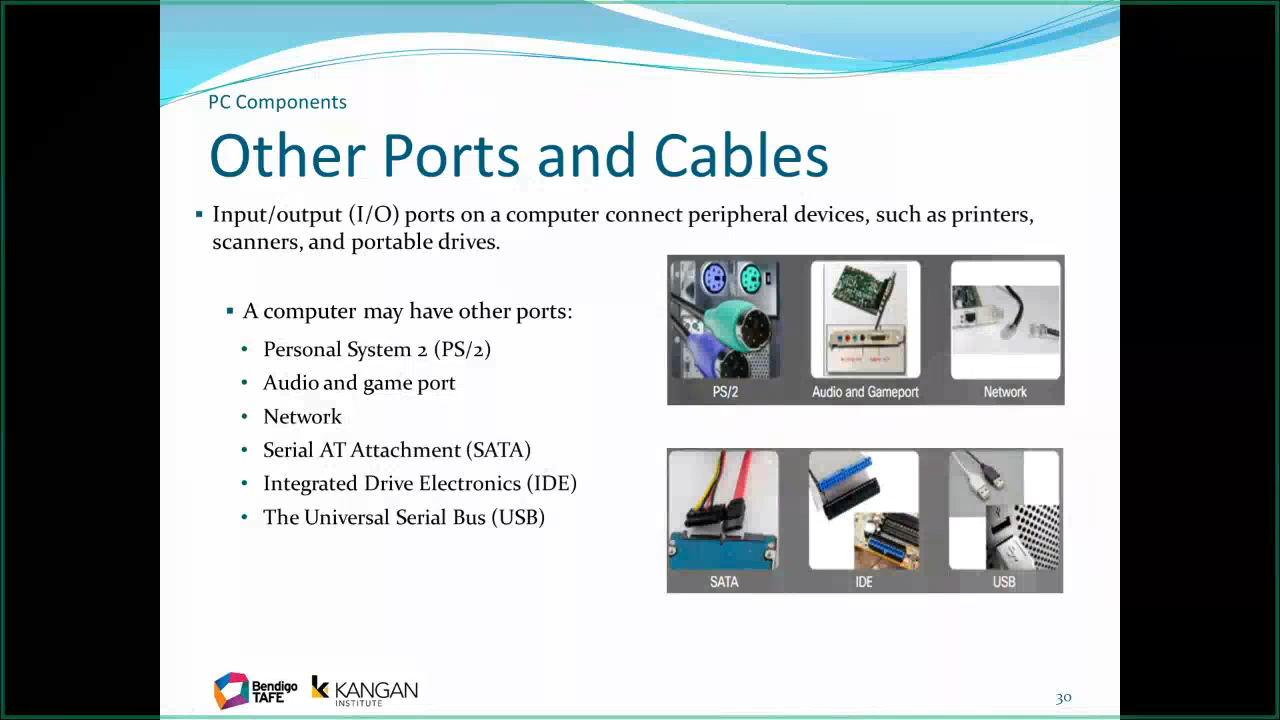 PC Components
Other Ports and Cables
▪ Input/output (I/O) ports on a computer connect peripheral devices, such as printers,
scanners, and portable drives.
▪ A computer may have other ports:
• Personal System 2 (PS/2)
• Audio and game port
• Network
• Serial AT Attachment (SATA)
• Integrated Drive Electronics (IDE)
• The Universal Serial Bus (USB)
PS/2 Audio and Gameport Network
SATA IDE USB
Bendigo
TAFE
KANGAN
INSTITUTE
30